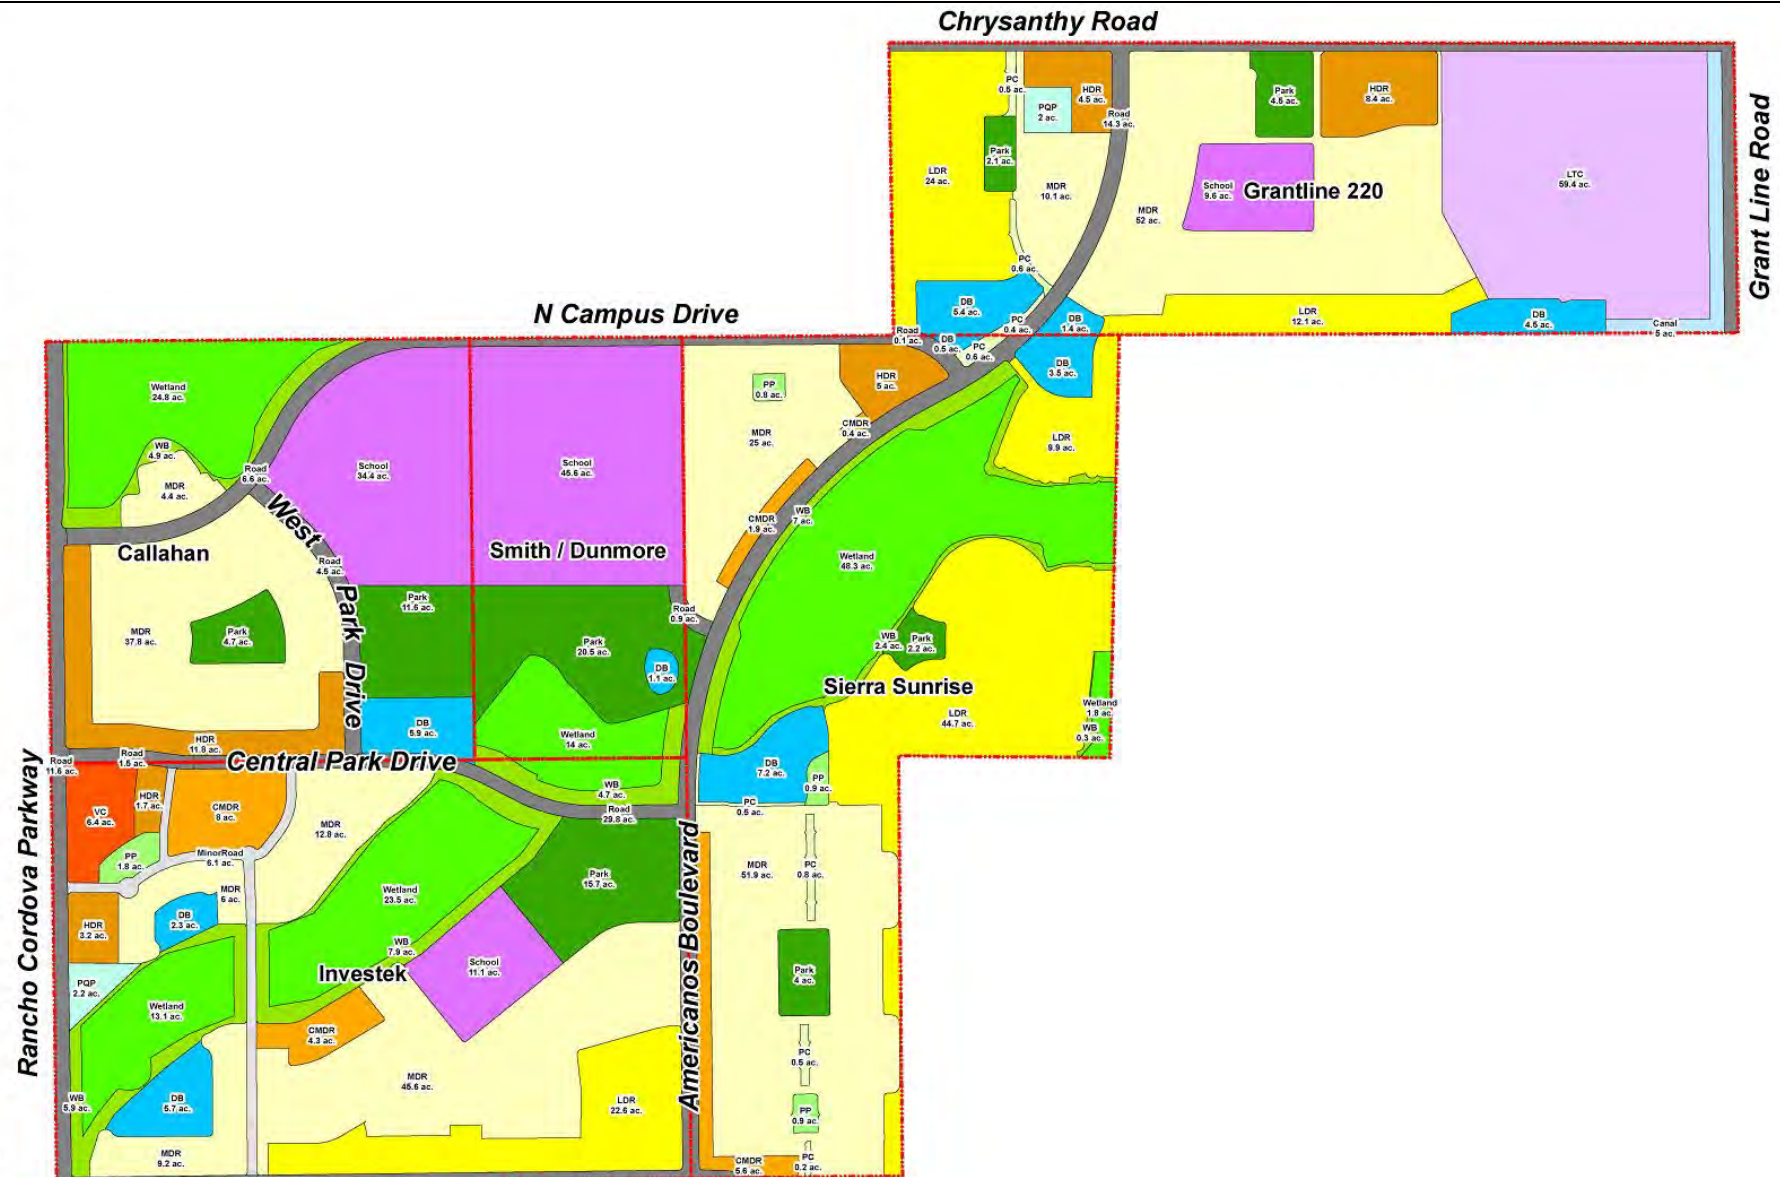 Chrysanthy Road
PC
0.5 ac.
HDR
4.5 ac.
PQP
2 ac.
Road
14.3 ac.
Park
4.5 ac.
HDR
8.4 ac.
Park
2.1 ac.
LDR
24 ac.
MDR
10.1 ac.
MDR
52 ac.
School
9.6 ac.
Grantline 220
LTC
59.4 ac.
Grant Line Road
PC
0.6 ac.
DB
5.4 ac.
PC
0.4 ac.
DB
1.4 ac.
LDR
12.1 ac.
DB
4.5 ac.
Canal
5 ac.
N Campus Drive
Road
0.1 ac.
DB
0.5 ac.
PC
0.6 ac.
DB
3.5 ac.
Wetland
24.8 ac.
WB
4.9 ac.
MDR
4.4 ac.
Road
6.6 ac.
School
34.4 ac.
School
45.6 ac.
PP
0.8 ac.
HDR
5 ac.
MDR
25 ac.
CMDR
0.4 ac.
LDR
9.9 ac.
CMDR
1.9 ac.
WB
7 ac.
Callahan
West Park Drive
Road
4.5 ac.
Smith / Dunmore
Wetland
48.3 ac.
Park
11.6 ac.
Road
0.9 ac.
MDR
37.8 ac.
Park
4.7 ac.
Park
20.5 ac.
DB
1.1 ac.
WB
2.4 ac.
Park
2.2 ac.
Sierra Sunrise
LDR
44.7 ac.
Wetland
1.8 ac.
WB
0.3 ac.
DB
5.9 ac.
Wetland
14 ac.
HDR
11.8 ac.
Road
1.5 ac.
Road
11.6 ac.
Central Park Drive
DB
7.2 ac.
PP
0.9 ac.
WB
4.7 ac.
Road
29.8 ac.
PC
0.5 ac.
Rancho Cordova Parkway
VC
6.4 ac.
HDR
1.7 ac.
CMDR
8 ac.
MDR
12.8 ac.
PP
1.8 ac.
MinorRoad
6.1 ac.
MDR
6 ac.
HDR
3.2 ac.
DB
2.3 ac.
Wetland
23.5 ac.
Park
15.7 ac.
Americanos Boulevard
MDR
51.9 ac.
PC
0.8 ac.
WB
7.9 ac.
School
11.1 ac.
Investek
PQP
2.2 ac.
Wetland
13.1 ac.
Park
4 ac.
CMDR
4.3 ac.
MDR
45.6 ac.
PC
0.5 ac.
WB
5.9 ac.
DB
5.7 ac.
LDR
22.6 ac.
PP
0.9 ac.
MDR
9.2 ac.
CMDR
5.6 ac.
PC
0.2 ac.